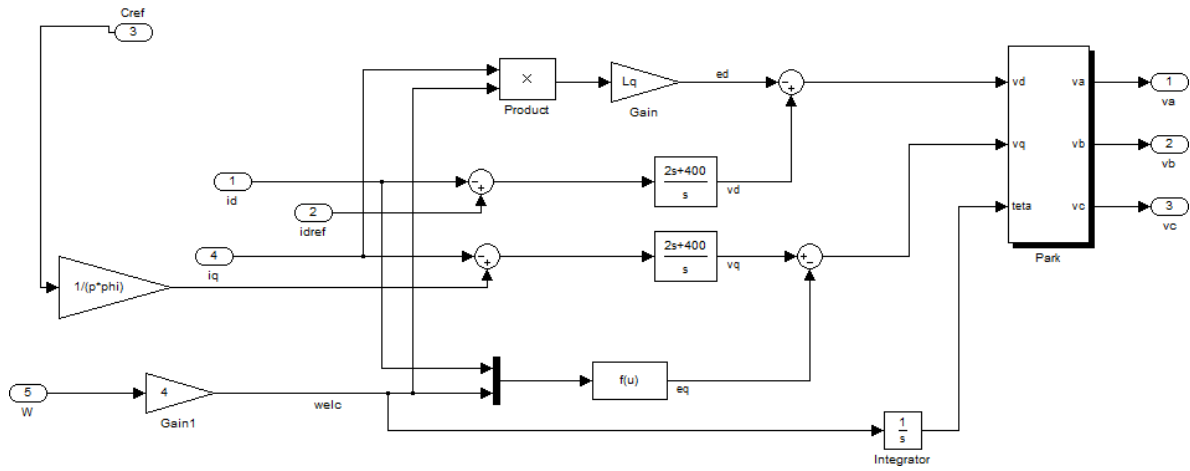 Cref
3
×
Product
Lq
Gain
ed
1
id
2
idref
2s+400
s
vd
4
iq
1/(p*phi)
2s+400
s
vq
5
W
4
Gain1
welc
f(u)
eq
1
s
Integrator
vd
va
vq
vb
teta
vc
Park
1
va
2
vb
3
vc